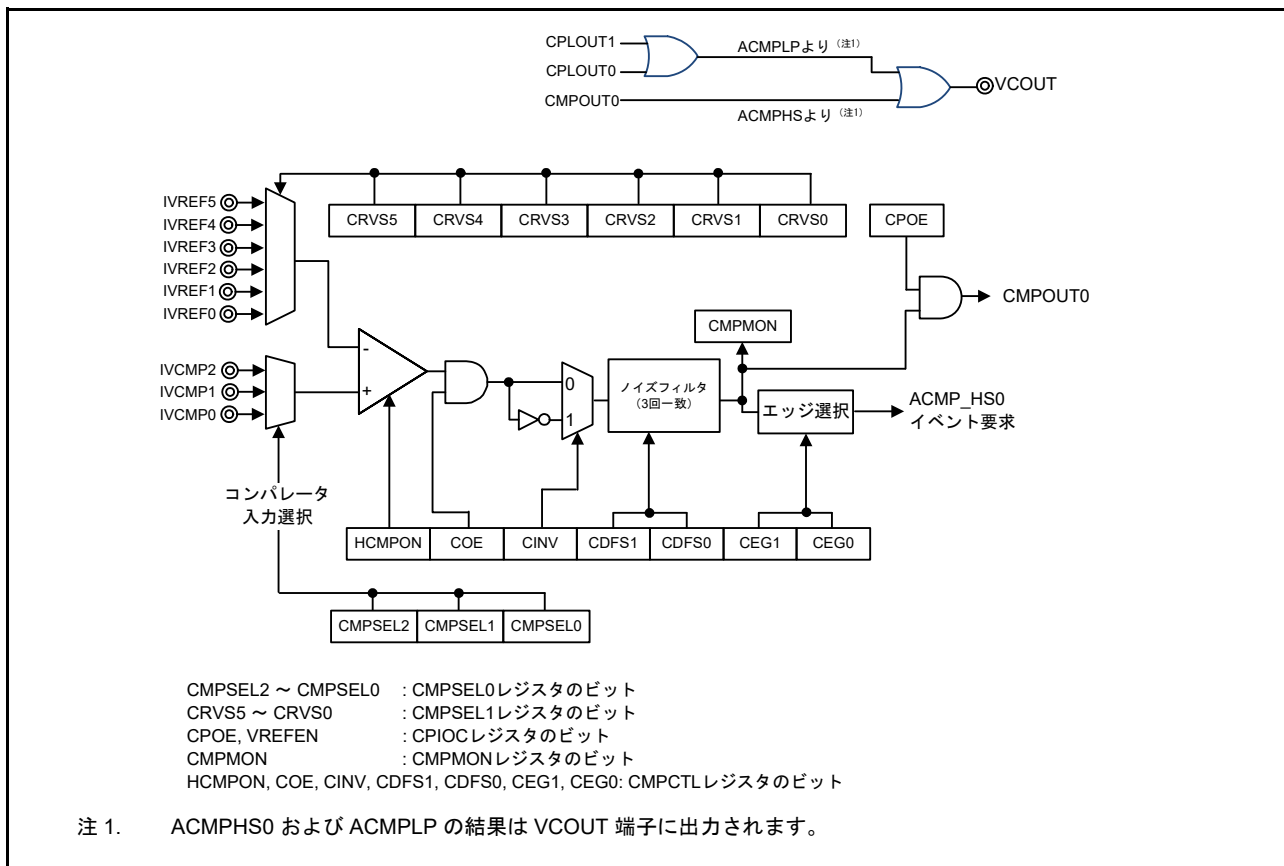 CPLOUT1
CPLOUT0
CMPOUT0
ACMPLPより（注1）
ACMPHSより（注1）
VCOUT
IVREF5
IVREF4
IVREF3
IVREF2
IVREF1
IVREF0
CRVS5 CRVS4 CRVS3 CRVS2 CRVS1 CRVS0
CPOE
CMPOUT0
CMPMON
IVCMP2
IVCMP1
IVCMP0
-
+
0
1
ノイズフィルタ
（3回一致）
エッジ選択
ACMP_HS0
イベント要求
コンパレータ
入力選択
HCMPON COE CINV CDFS1 CDFS0 CEG1 CEG0
CMPSEL2 CMPSEL1 CMPSEL0
CMPSEL2 ～ CMPSEL0 : CMPSEL0レジスタのビット
CRVS5 ～ CRVS0 : CMPSEL1レジスタのビット
CPOE, VREFEN : CPIOCレジスタのビット
CMPMON : CMPMONレジスタのビット
HCMPON, COE, CINV, CDFS1, CDFS0, CEG1, CEG0: CMPCTLレジスタのビット
注 1. ACMPHS0 および ACMPLP の結果は VCOUT 端子に出力されます。